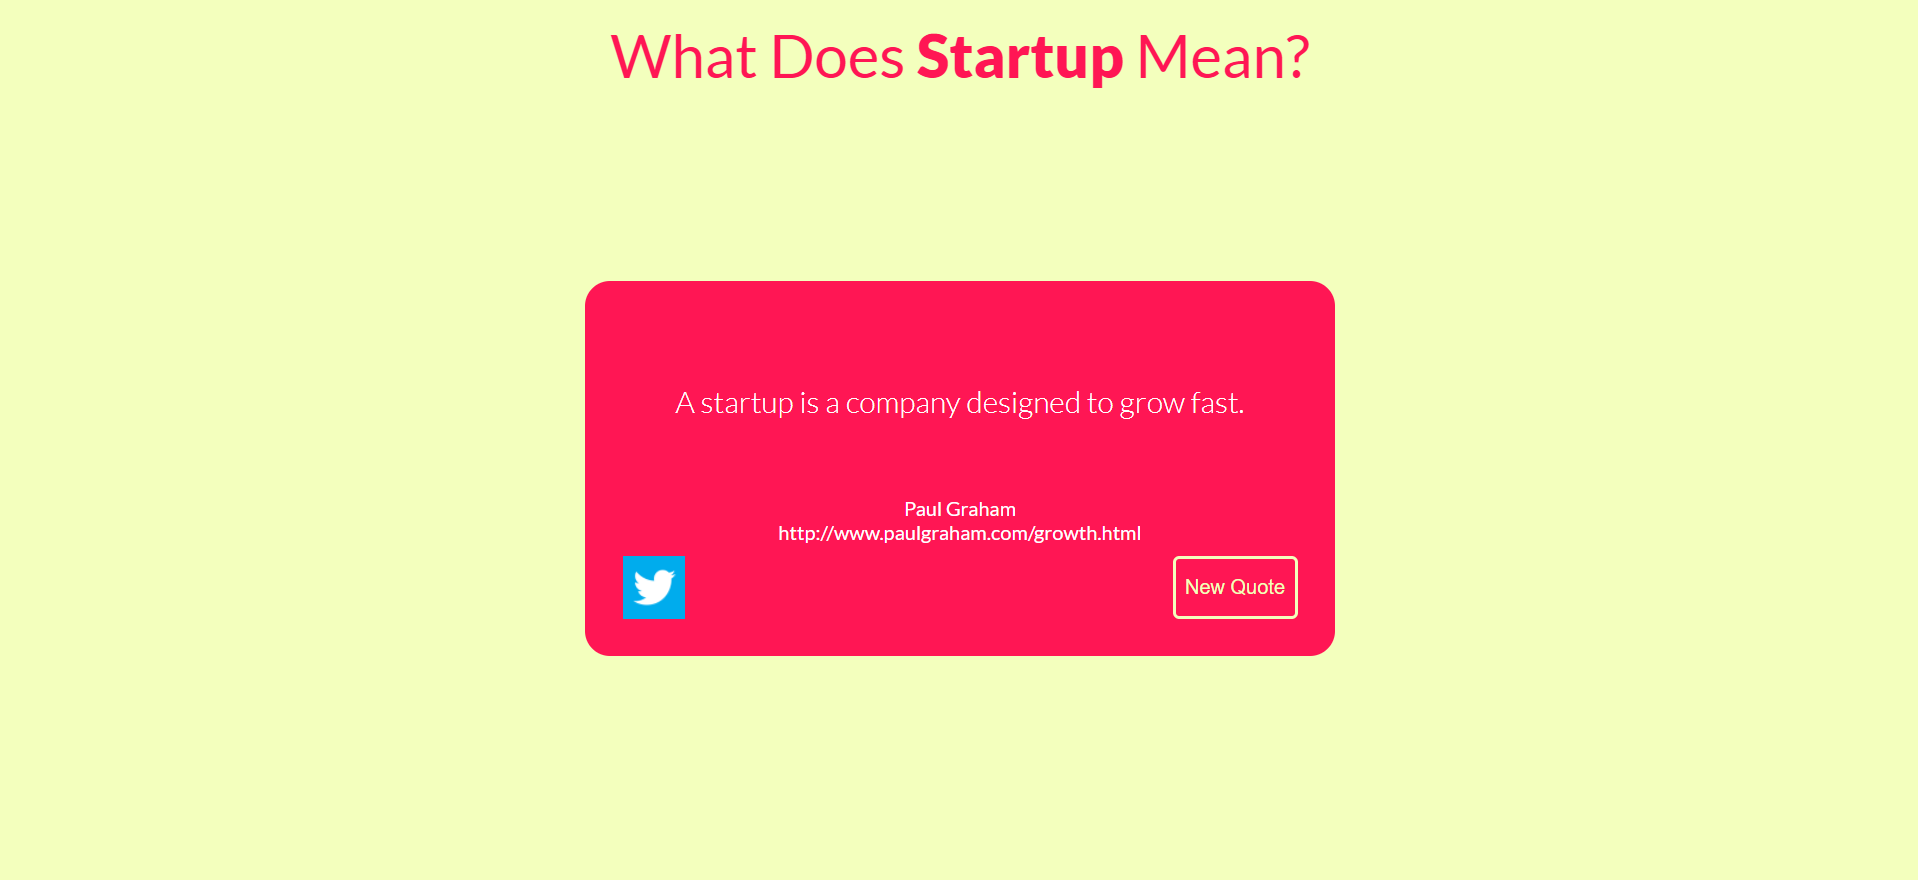 What Does Startup Mean?
A startup is a company designed to grow fast.
Paul Graham
http://www.paulgraham.com/growth.html
New Quote